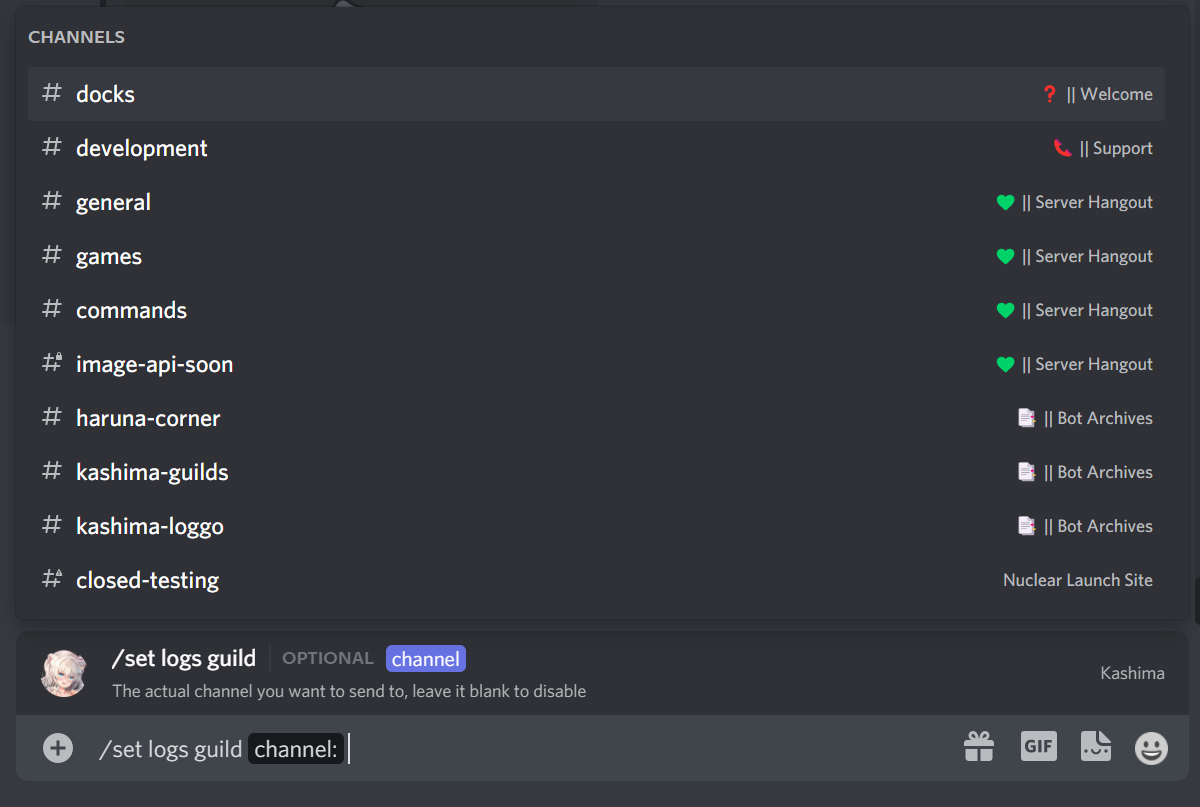 CHANNELS
docks || Welcome
development || Support
general || Server Hangout
games || Server Hangout
commands || Server Hangout
image-api-soon || Server Hangout
haruna-corner || Bot Archives
kashima-guilds || Bot Archives
kashima-loggo || Bot Archives
closed-testing Nuclear Launch Site
/set logs guild OPTIONAL channel
The actual channel you want to send to, leave it blank to disable
Kashima
/set logs guild channel:
GIF